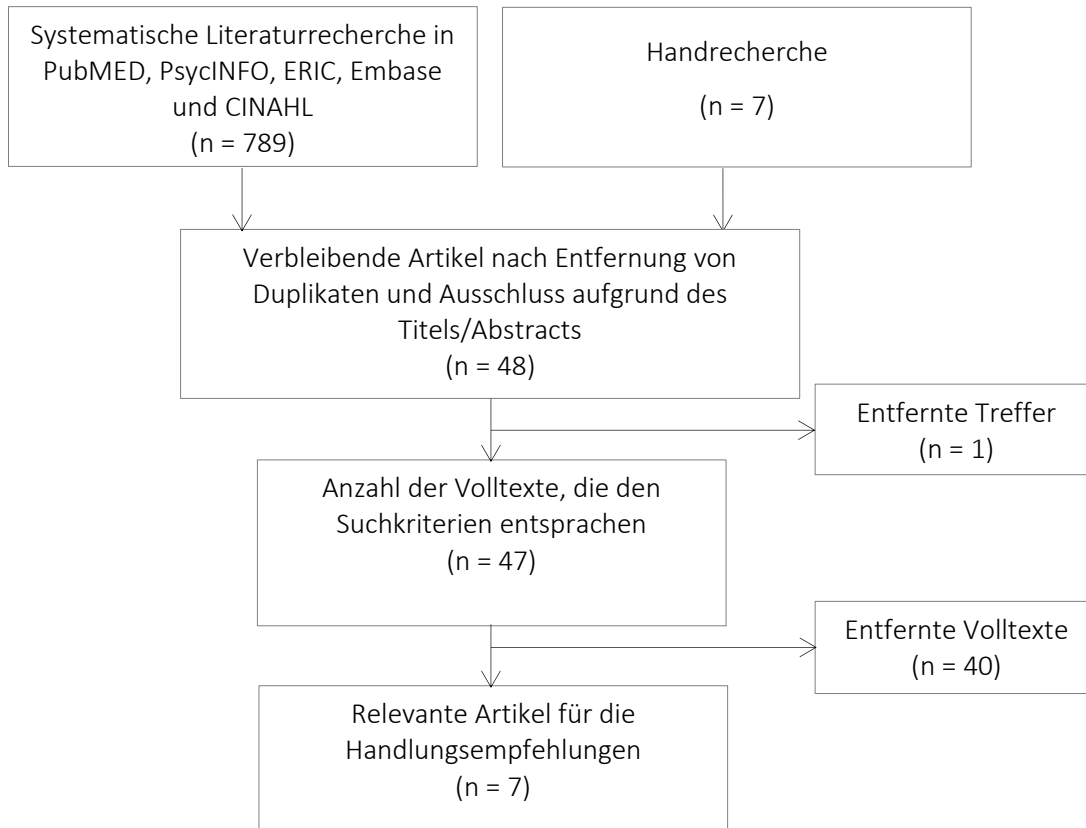 Systematische Literaturrecherche in
PubMED, PsycINFO, ERIC, Embase
und CINAHL
(n = 789)
Handrecherche
(n = 7)
Verbleibende Artikel nach Entfernung von
Duplikaten und Ausschluss aufgrund des
Titels/Abstracts
(n = 48)
Entfernte Treffer
(n = 1)
Anzahl der Volltexte, die den
Suchkriterien entsprachen
(n = 47)
Entfernte Volltexte
(n = 40)
Relevante Artikel für die
Handlungsempfehlungen
(n = 7)